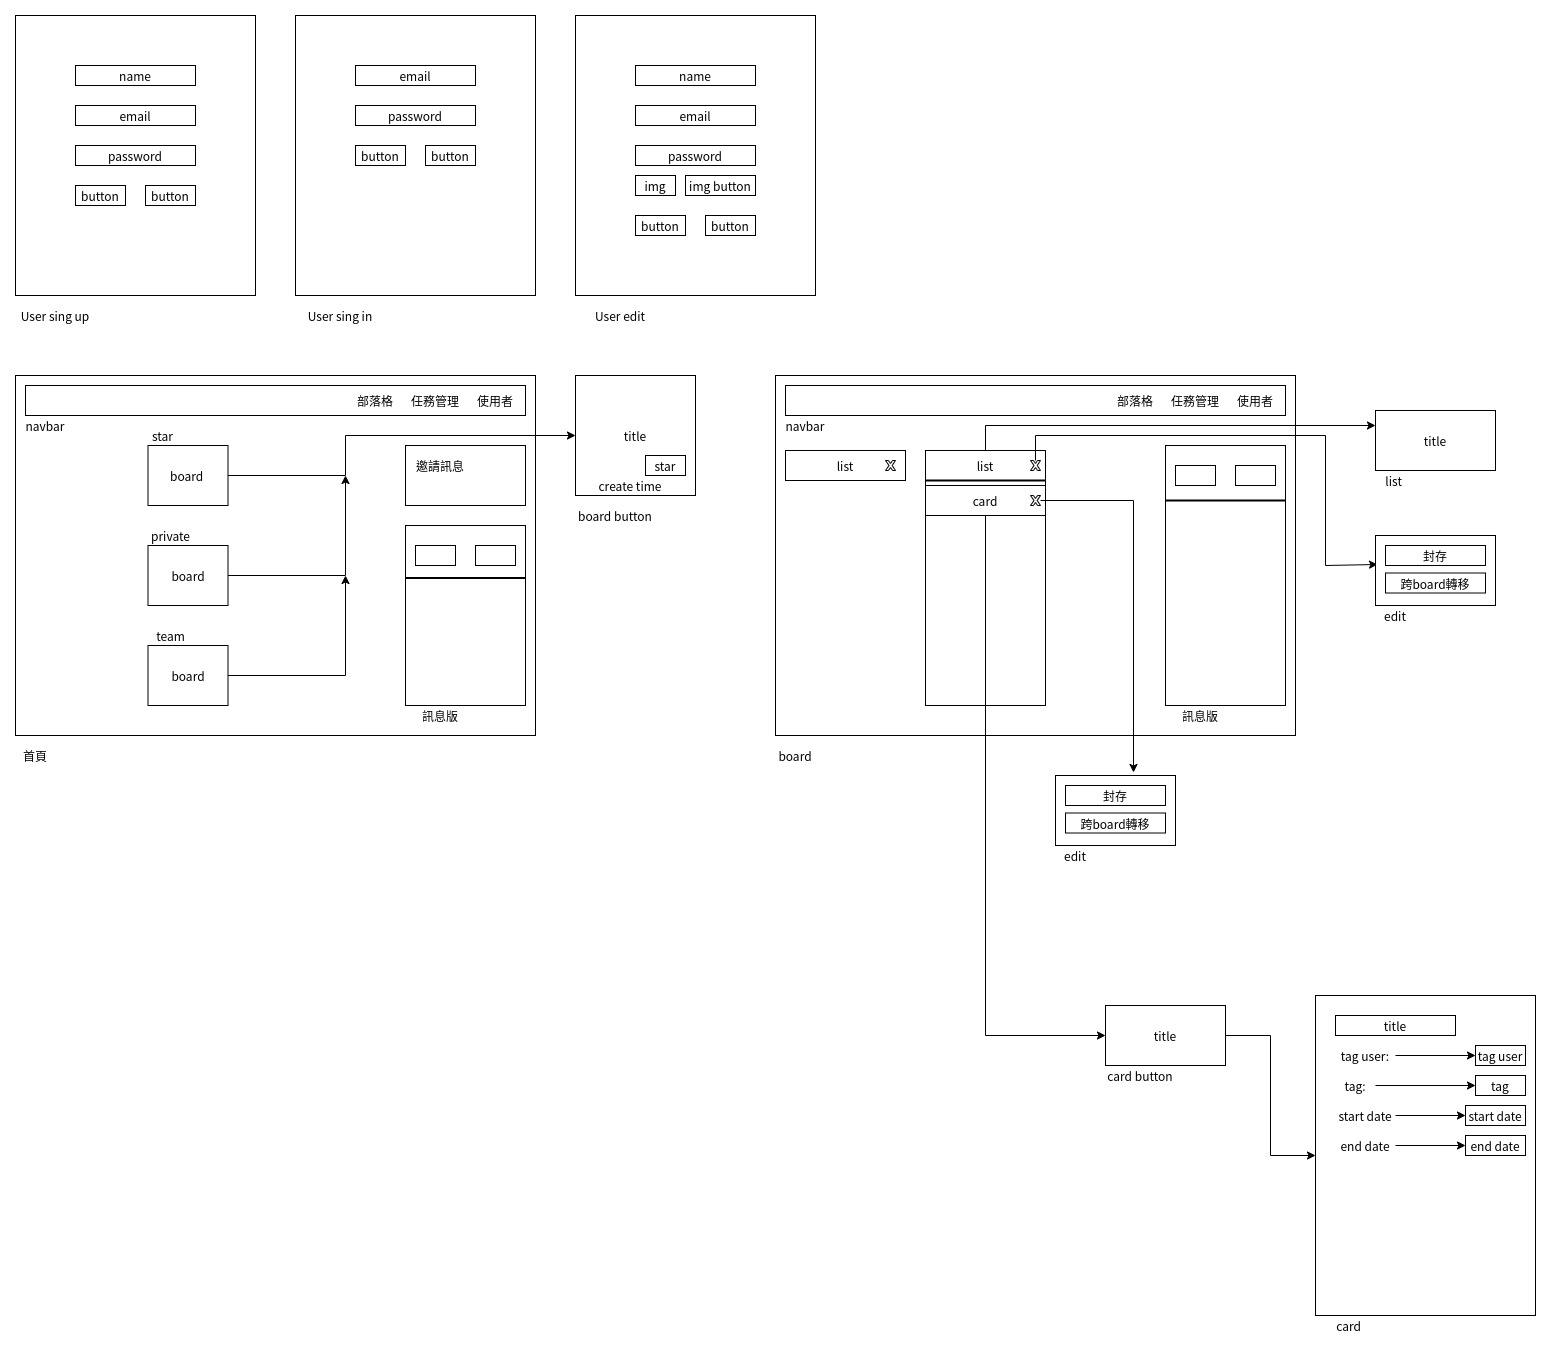 name
email
password
button button
User sing up
email
password
button button
User sing in
name
email
password
img img button
button button
User edit
部落格 任務管理 使用者
navbar
star
board
private
board
team
board
邀請訊息
訊息版
首頁
title
star
create time
board button
部落格 任務管理 使用者
navbar
list X
list X
card X
訊息版
board
title
list
封存
跨board轉移
edit
封存
跨board轉移
edit
title
card button
title
tag user: tag user
tag: tag
start date start date
end date end date
card